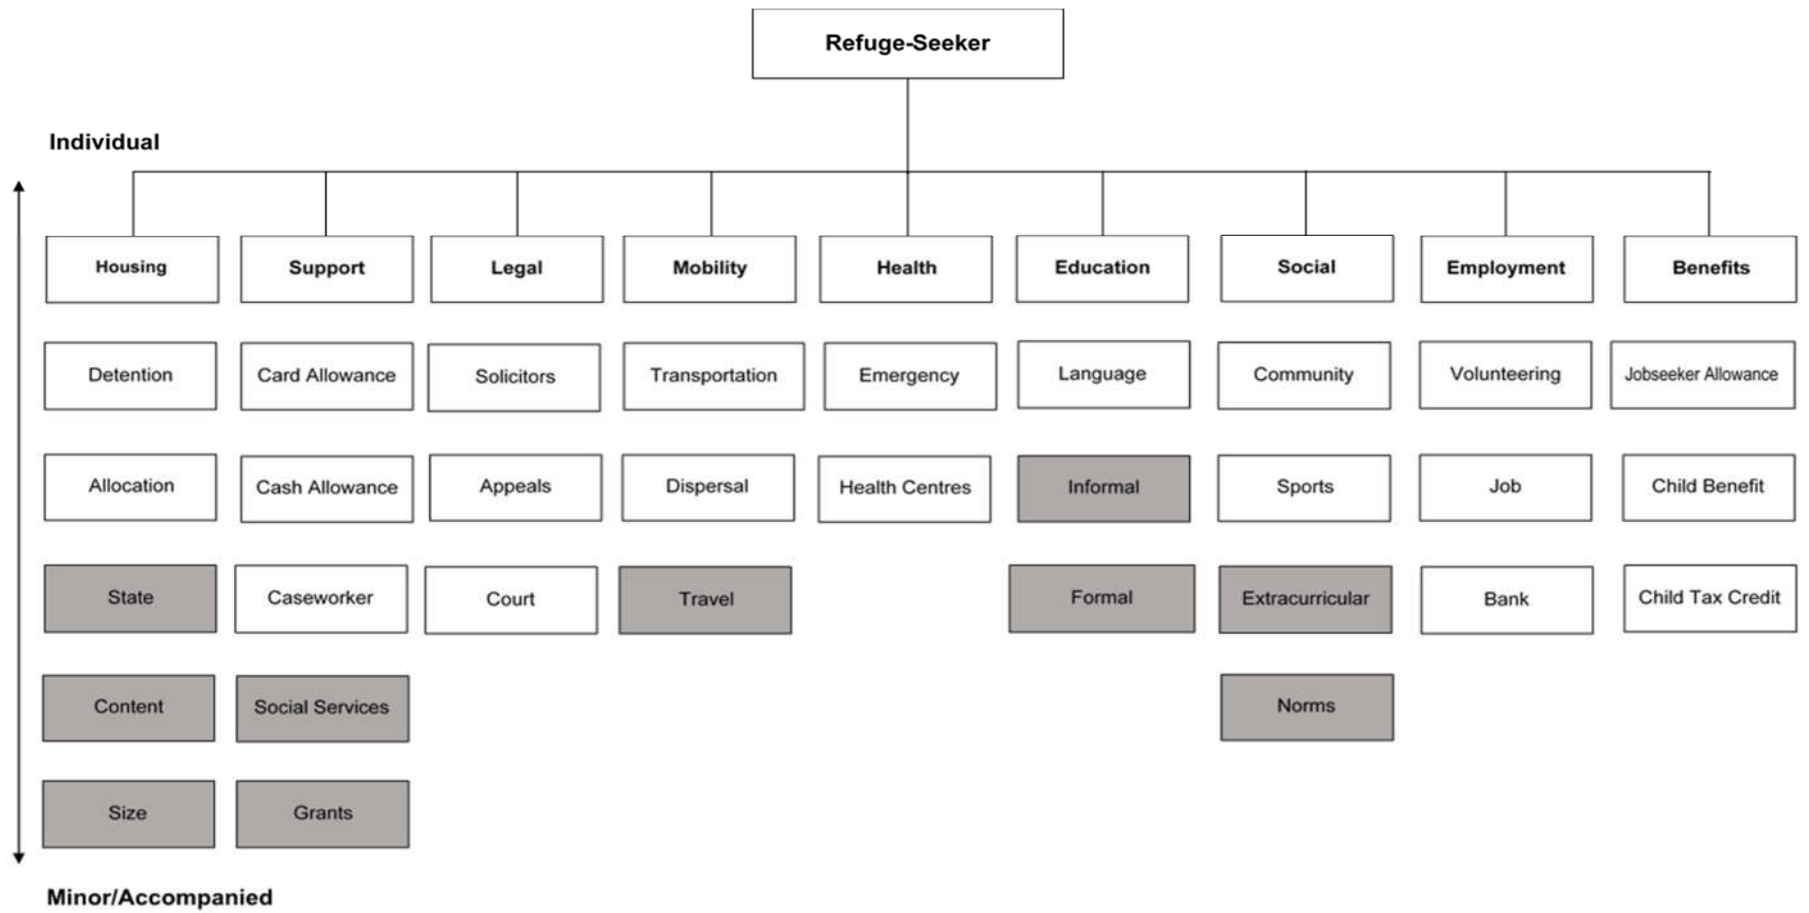 Refuge-Seeker
Individual
Housing Support Legal Mobility Health Education Social Employment Benefits
Detention Card Allowance Solicitors Transportation Emergency Language Community Volunteering Jobseeker Allowance
Allocation Cash Allowance Appeals Dispersal Health Centres Informal Sports Job Child Benefit
State Caseworker Court Travel Formal Extracurricular Bank Child Tax Credit
Content Social Services Norms
Size Grants
Minor/Accompanied